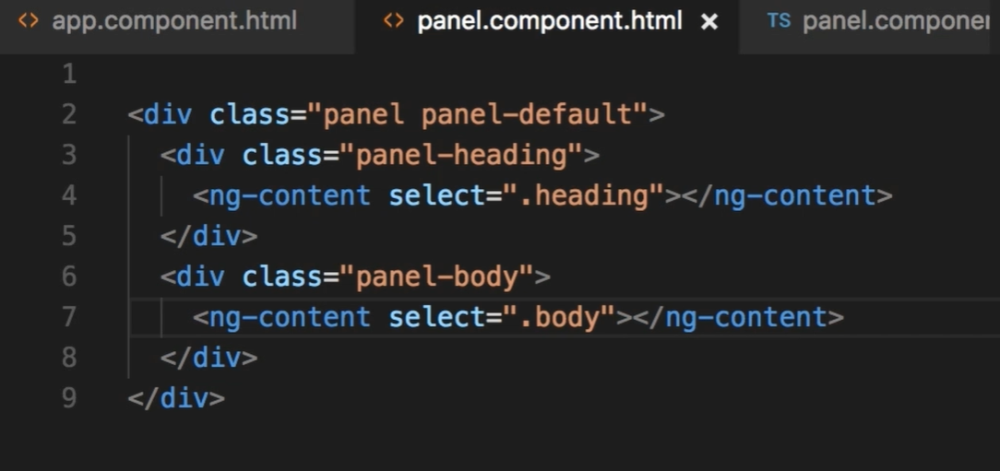 <> app.component.html <> panel.component.html × TS panel.componen
1
2 <div class="panel panel-default">
3 <div class="panel-heading">
4 <ng-content select=".heading"></ng-content>
5 </div>
6 <div class="panel-body">
7 <ng-content select=".body"></ng-content>
8 </div>
9 </div>